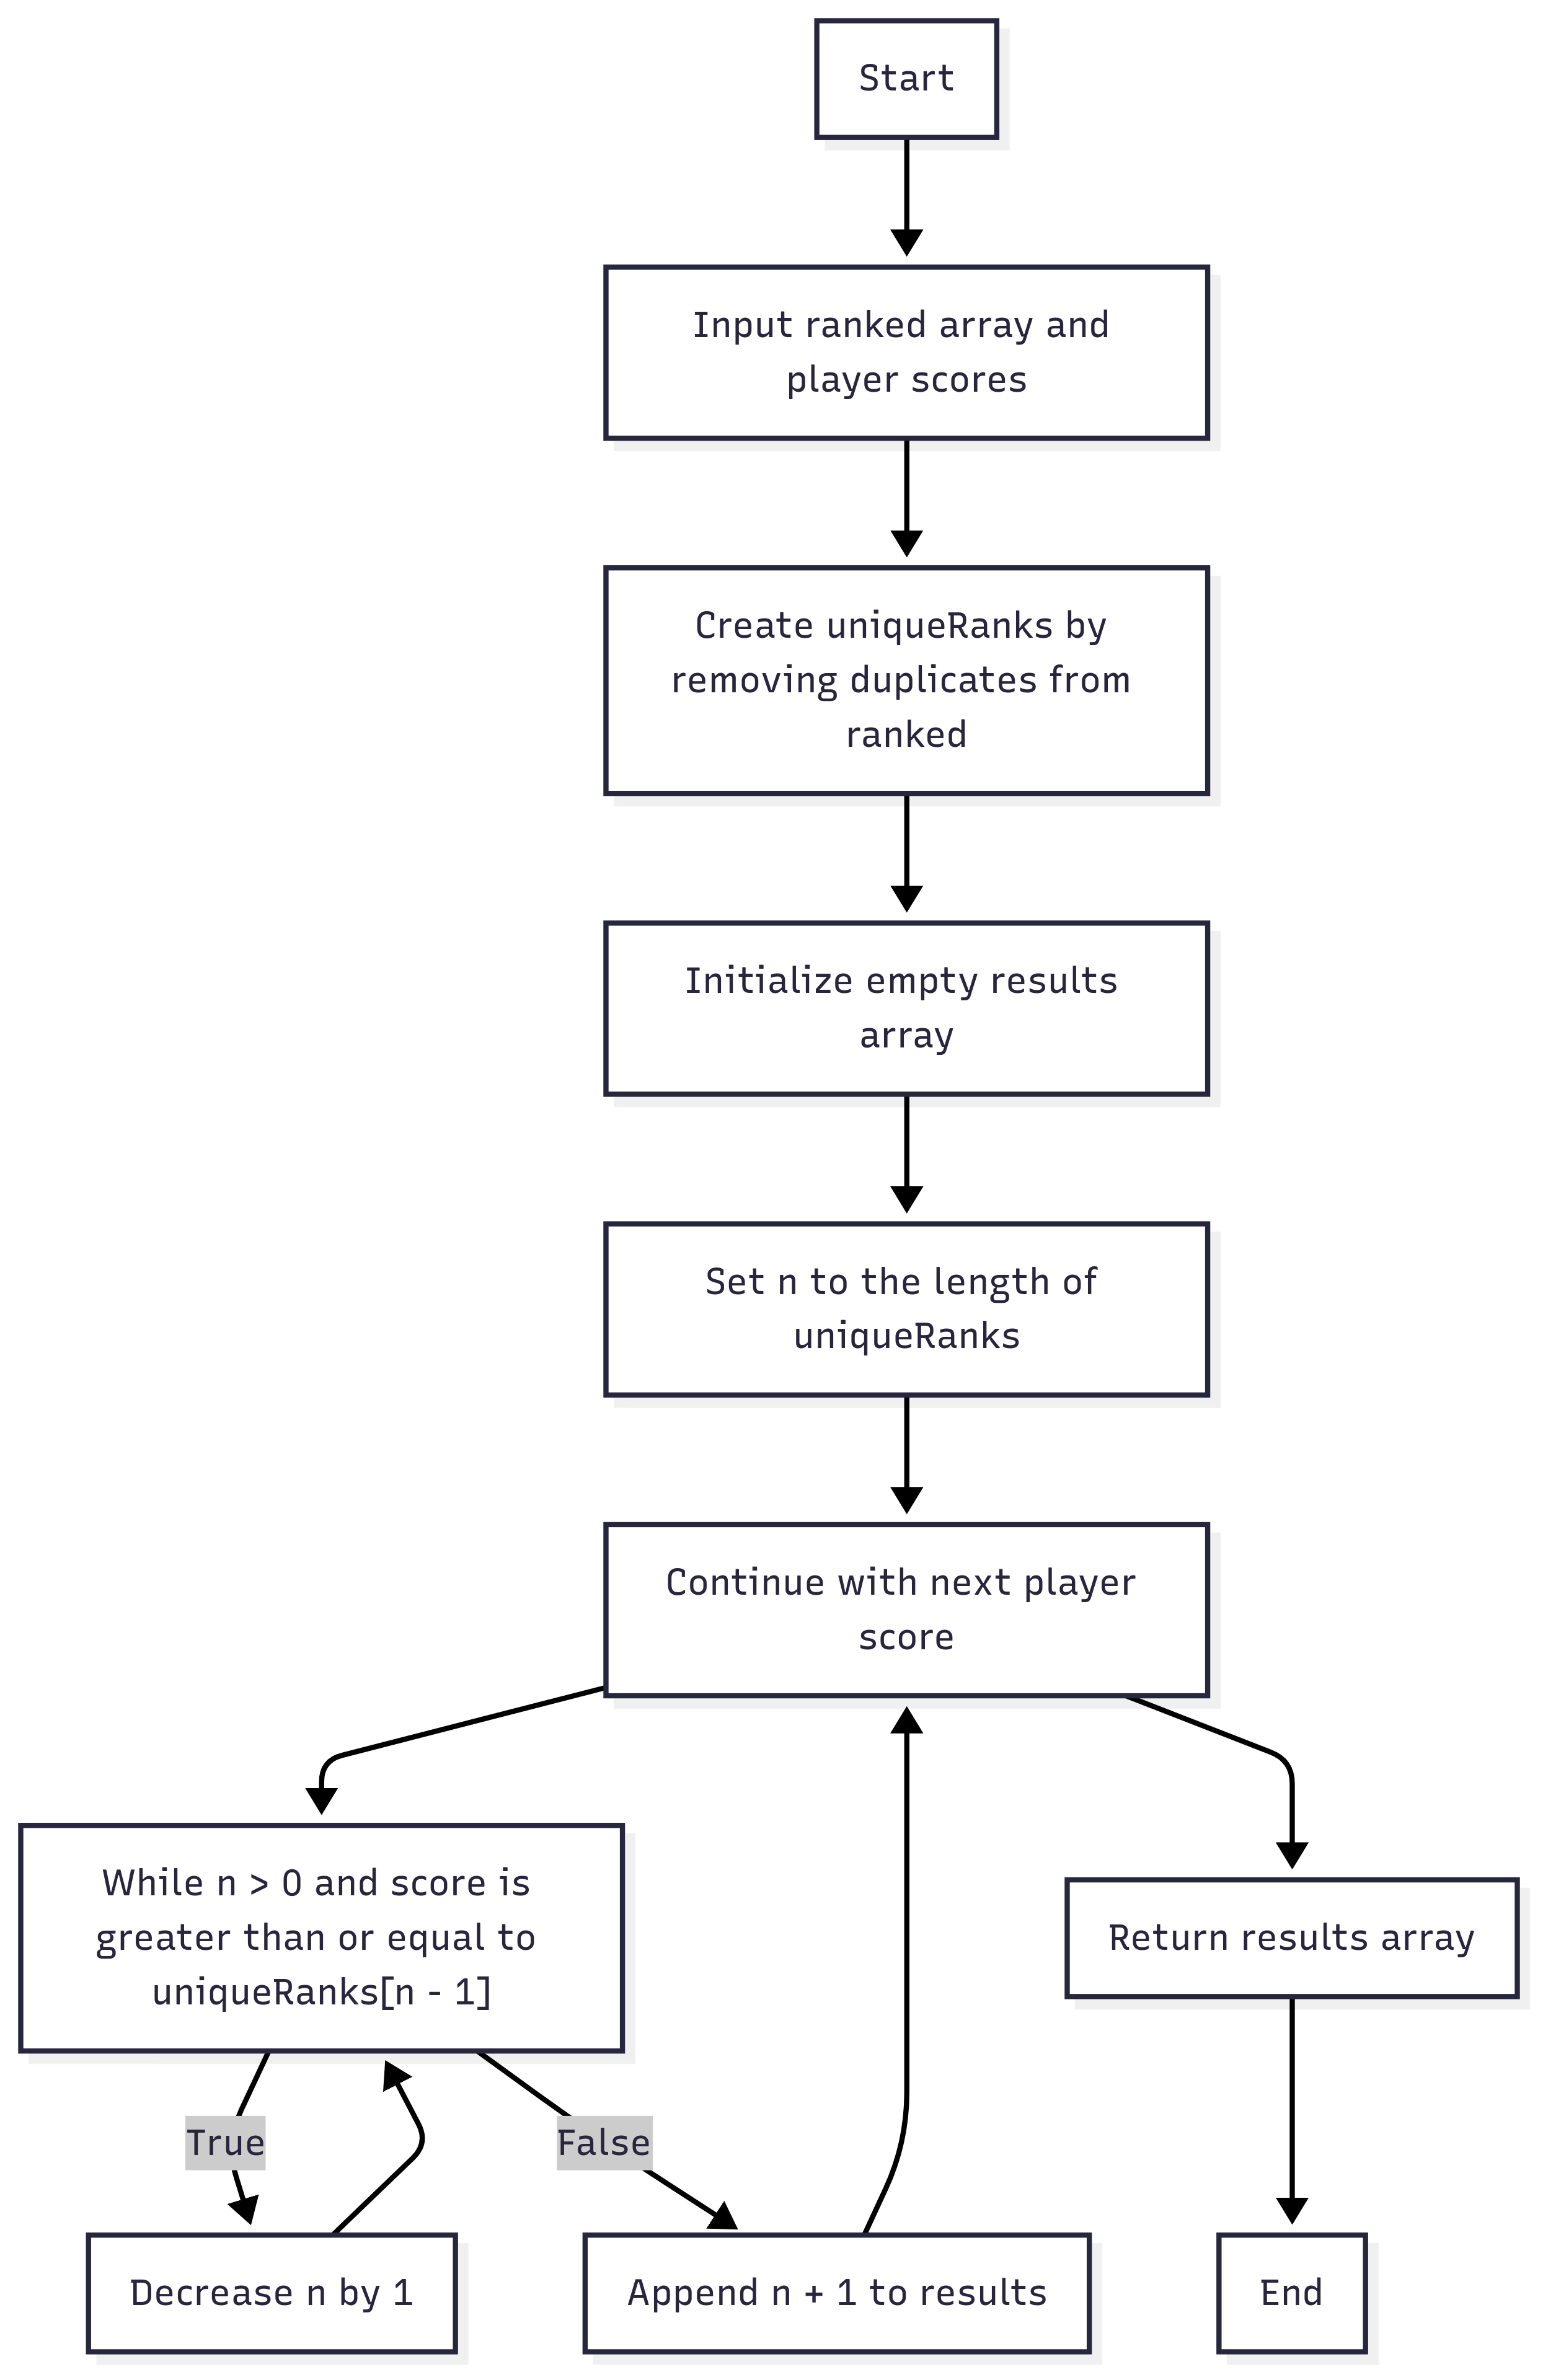 Start
Input ranked array and
player scores
Create uniqueRanks by
removing duplicates from
ranked
Initialize empty results
array
Set n to the length of
uniqueRanks
Continue with next player
score
While n > 0 and score is
greater than or equal to
uniqueRanks[n - 1]
Return results array
True
False
Decrease n by 1
Append n + 1 to results
End